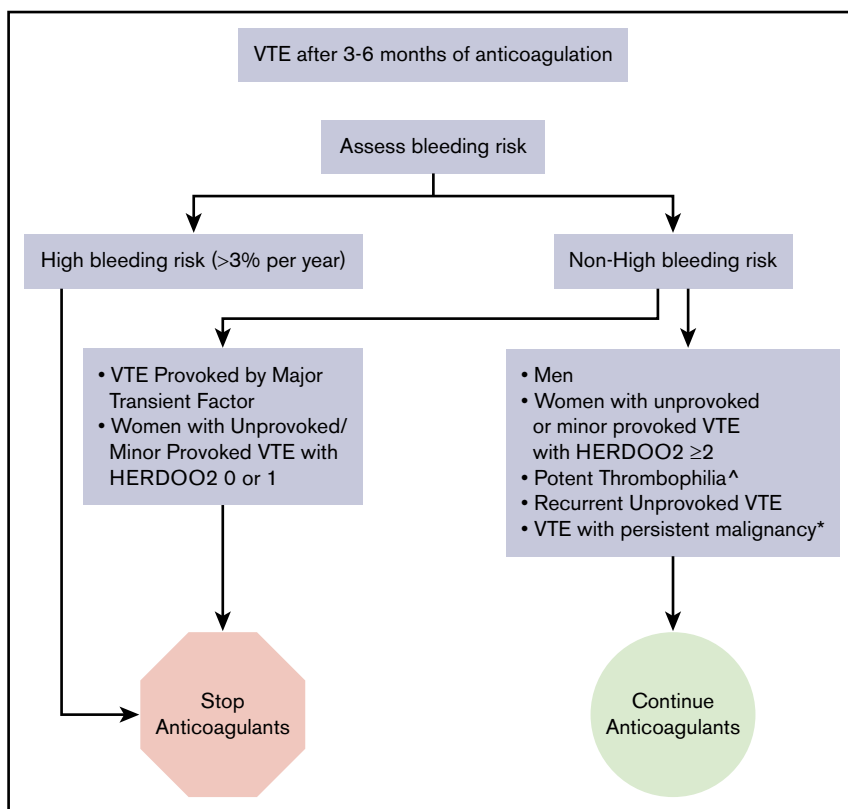 VTE after 3-6 months of anticoagulation
Assess bleeding risk
High bleeding risk (>3% per year)
Non-High bleeding risk
• VTE Provoked by Major
Transient Factor
• Women with Unprovoked/
Minor Provoked VTE with
HERDOO2 0 or 1
• Men
• Women with unprovoked
or minor provoked VTE
with HERDOO2 ≥2
• Potent Thrombophilia^
• Recurrent Unprovoked VTE
• VTE with persistent malignancy*
Stop
Anticoagulants
Continue
Anticoagulants